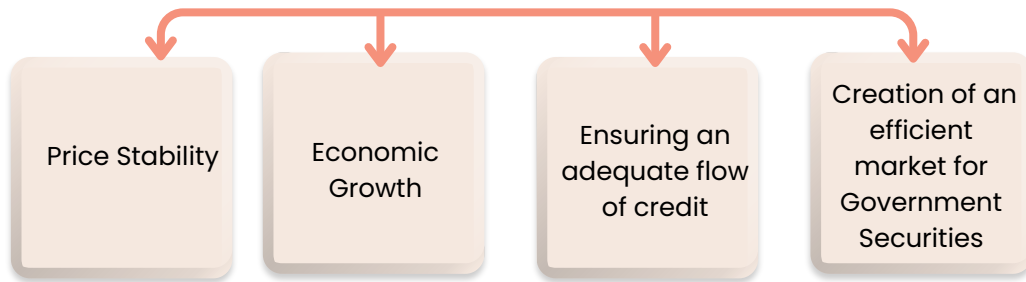 Price Stability
Economic
Growth
Ensuring an
adequate flow
of credit
Creation of an
efficient
market for
Government
Securities